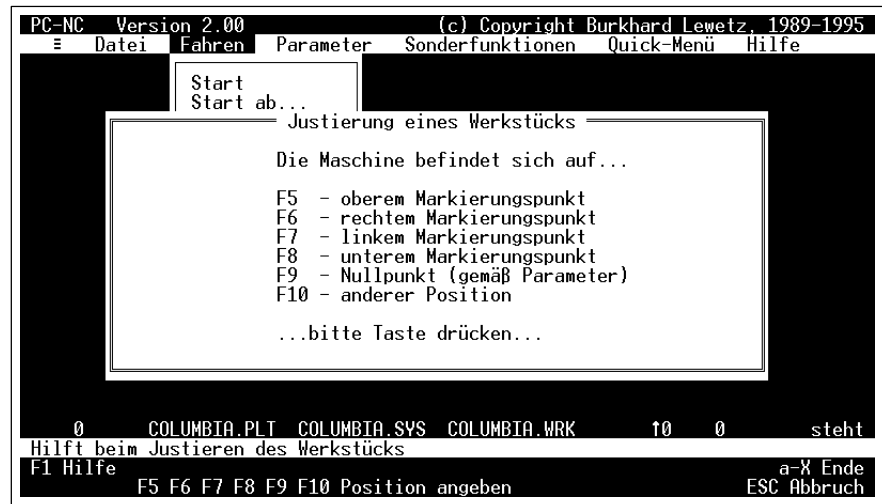 PC-NC Version 2.00 (c) Copyright Burkhard Lewetz, 1989-1995
≡ Datei Fahren Parameter Sonderfunktionen Quick-Menü Hilfe
Start
Start ab...
Justierung eines Werkstücks
Die Maschine befindet sich auf...
F5 - oberem Markierungspunkt
F6 - rechtem Markierungspunkt
F7 - linkem Markierungspunkt
F8 - unterem Markierungspunkt
F9 - Nullpunkt (gemäß Parameter)
F10 - anderer Position
...bitte Taste drücken...
0 COLUMBIA.PLT COLUMBIA.SYS COLUMBIA.WRK ↑0 0 steht
Hilft beim Justieren des Werkstücks
F1 Hilfe a-X Ende
F5 F6 F7 F8 F9 F10 Position angeben ESC Abbruch